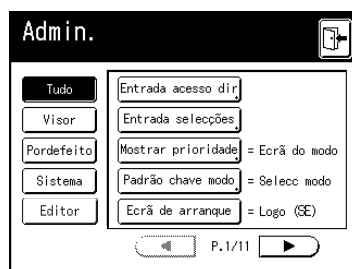 Admin.
Tudo
Visor
Pordefeito
Sistema
Editor
Entrada acesso dir
Entrada selecções
Mostrar prioridade = Ecrã do modo
Padrão chave modo = Selecc modo
Ecrã de arranque = Logo (SE)
P.1/11